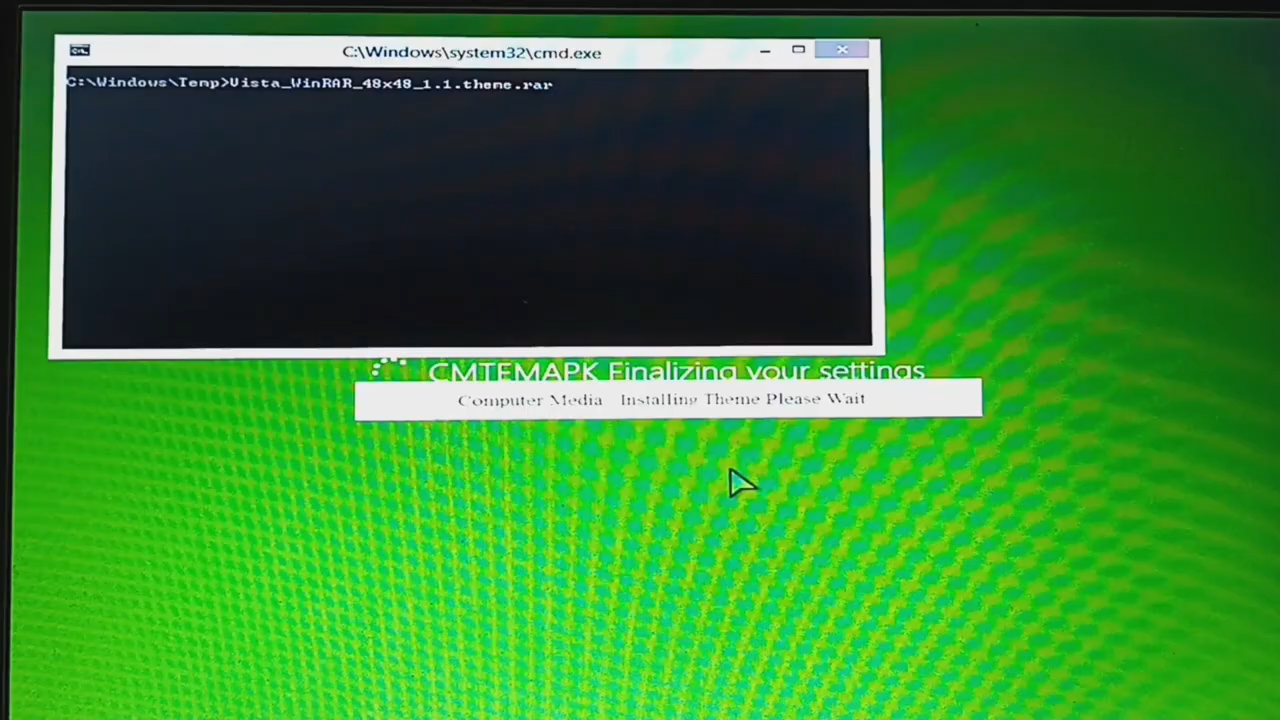 C:\Windows\system32\cmd.exe
C:\Windows\Temp>Vista_WinRAR_48x48_1.1.theme.rar
CMTEMAPK Finalizing your settings
Computer Media Installing Theme Please Wait